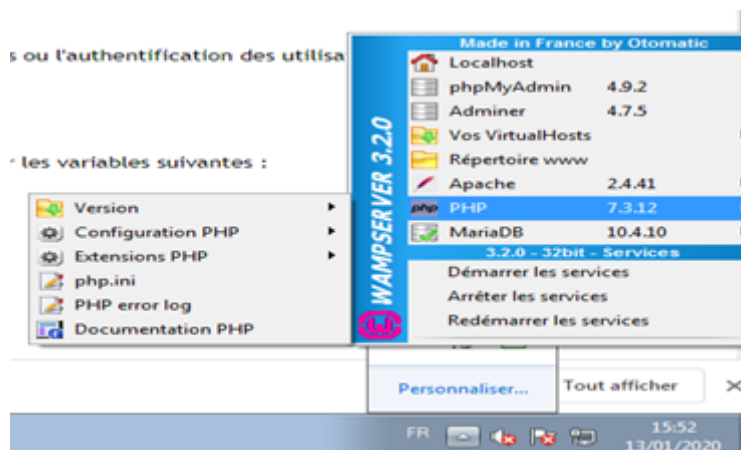 s ou l'authentification des utilisa
r les variables suivantes :
Version
Configuration PHP
Extensions PHP
php.ini
PHP error log
Documentation PHP
WAMPSERVER 3.2.0
Made in France by Otomatic
Localhost
phpMyAdmin 4.9.2
Adminer 4.7.5
Vos VirtualHosts
Répertoire www
Apache 2.4.41
php PHP 7.3.12
MariaDB 10.4.10
3.2.0 - 32bit - Services
Démarrer les services
Arrêter les services
Redémarrer les services
Personnaliser...
Tout afficher
FR
15:52
13/01/2020